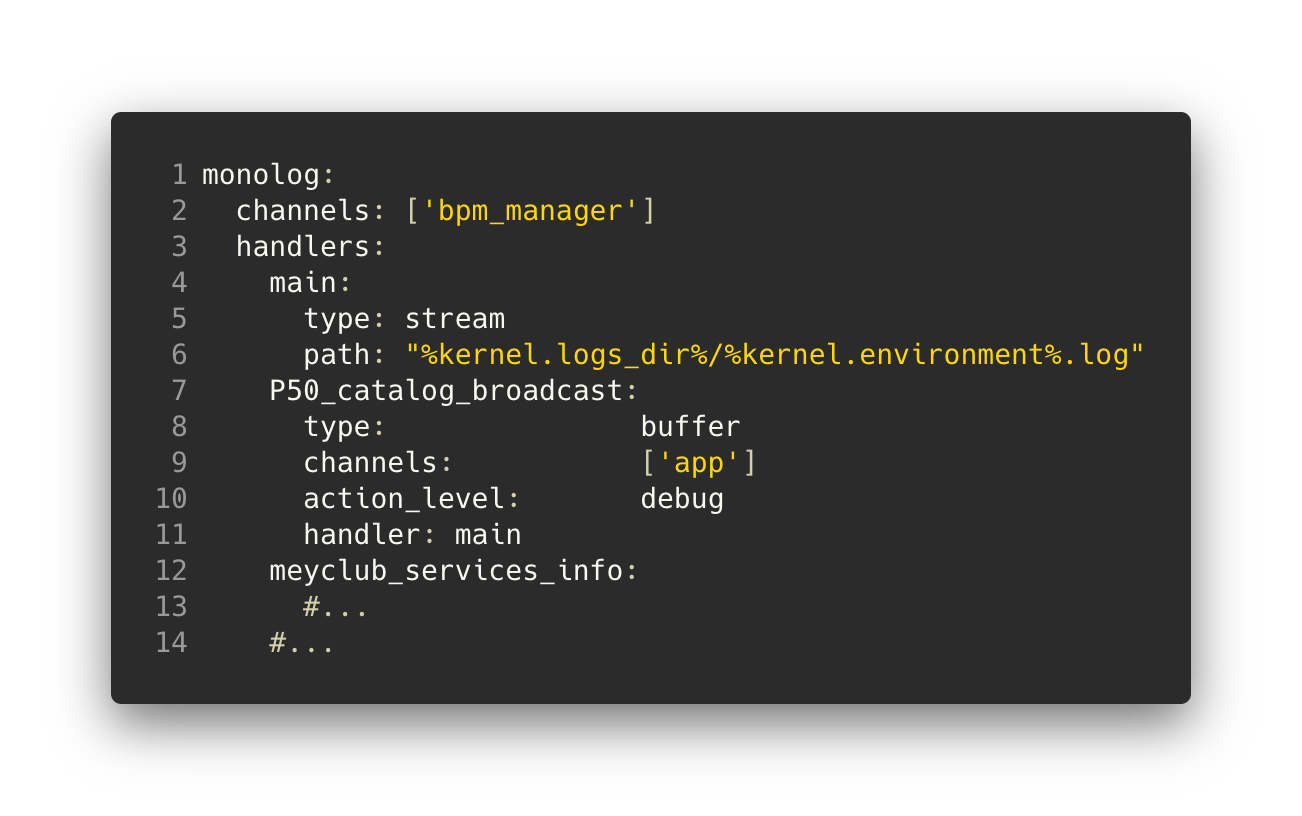 1 monolog:
2   channels: ['bpm_manager']
3   handlers:
4     main:
5       type: stream
6       path: "%kernel.logs_dir%/%kernel.environment%.log"
7     P50_catalog_broadcast:
8       type:               buffer
9       channels:           ['app']
10       action_level:       debug
11       handler: main
12     meyclub_services_info:
13       #...
14     #...